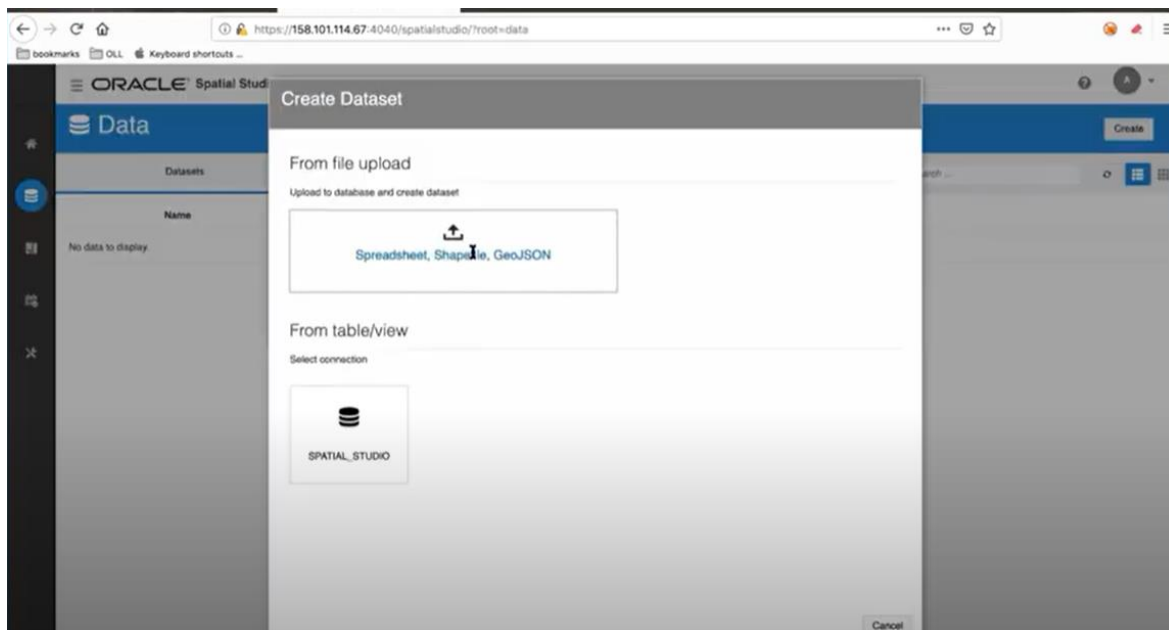 https://158.101.114.67:4040/spatialstudio/?root=data
bookmarks OLL Keyboard shortcuts ...
ORACLE Spatial Stud
Data
Create
Datasets
Name
No data to display.
Create Dataset
From file upload
Upload to database and create dataset
Spreadsheet, Shapefile, GeoJSON
From table/view
Select connection
SPATIAL_STUDIO
Cancel
A